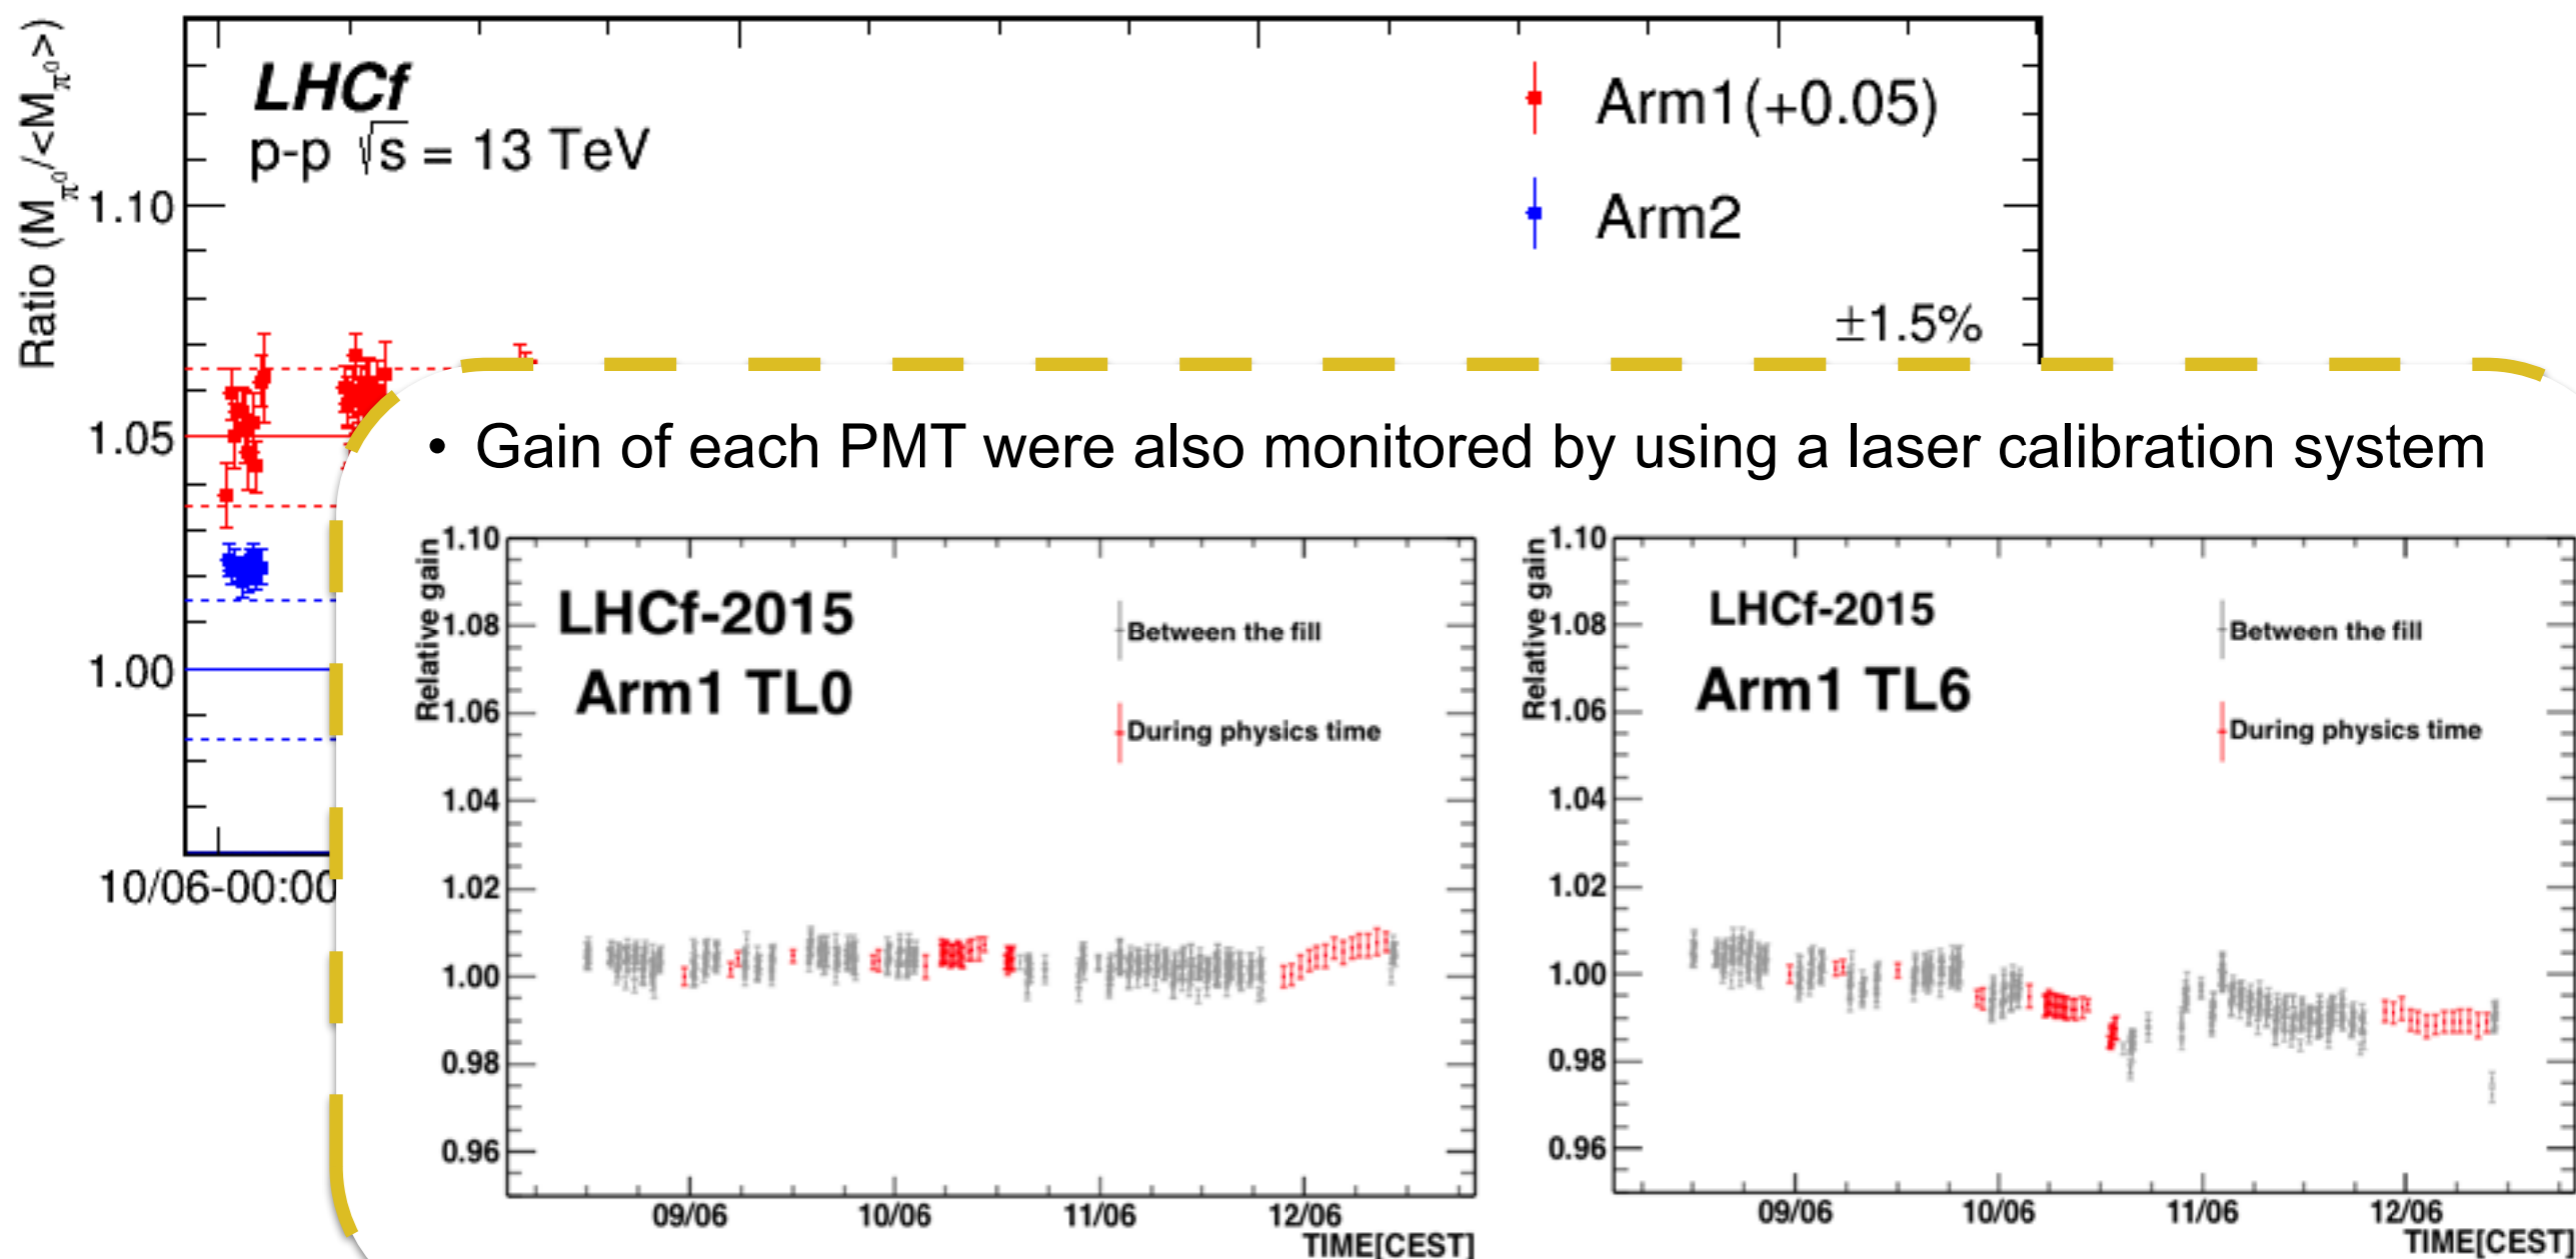 Ratio (Mπ⁰/<Mπ⁰>)
LHCf
p-p √s = 13 TeV
Arm1(+0.05)
Arm2
±1.5%
1.10
1.05
1.00
10/06-00:00
• Gain of each PMT were also monitored by using a laser calibration system
Relative gain
LHCf-2015
Arm1 TL0
Between the fill
During physics time
1.10
1.08
1.06
1.04
1.02
1.00
0.98
0.96
09/06
10/06
11/06
12/06
TIME[CEST]
Relative gain
LHCf-2015
Arm1 TL6
Between the fill
During physics time
1.10
1.08
1.06
1.04
1.02
1.00
0.98
0.96
09/06
10/06
11/06
12/06
TIME[CEST]